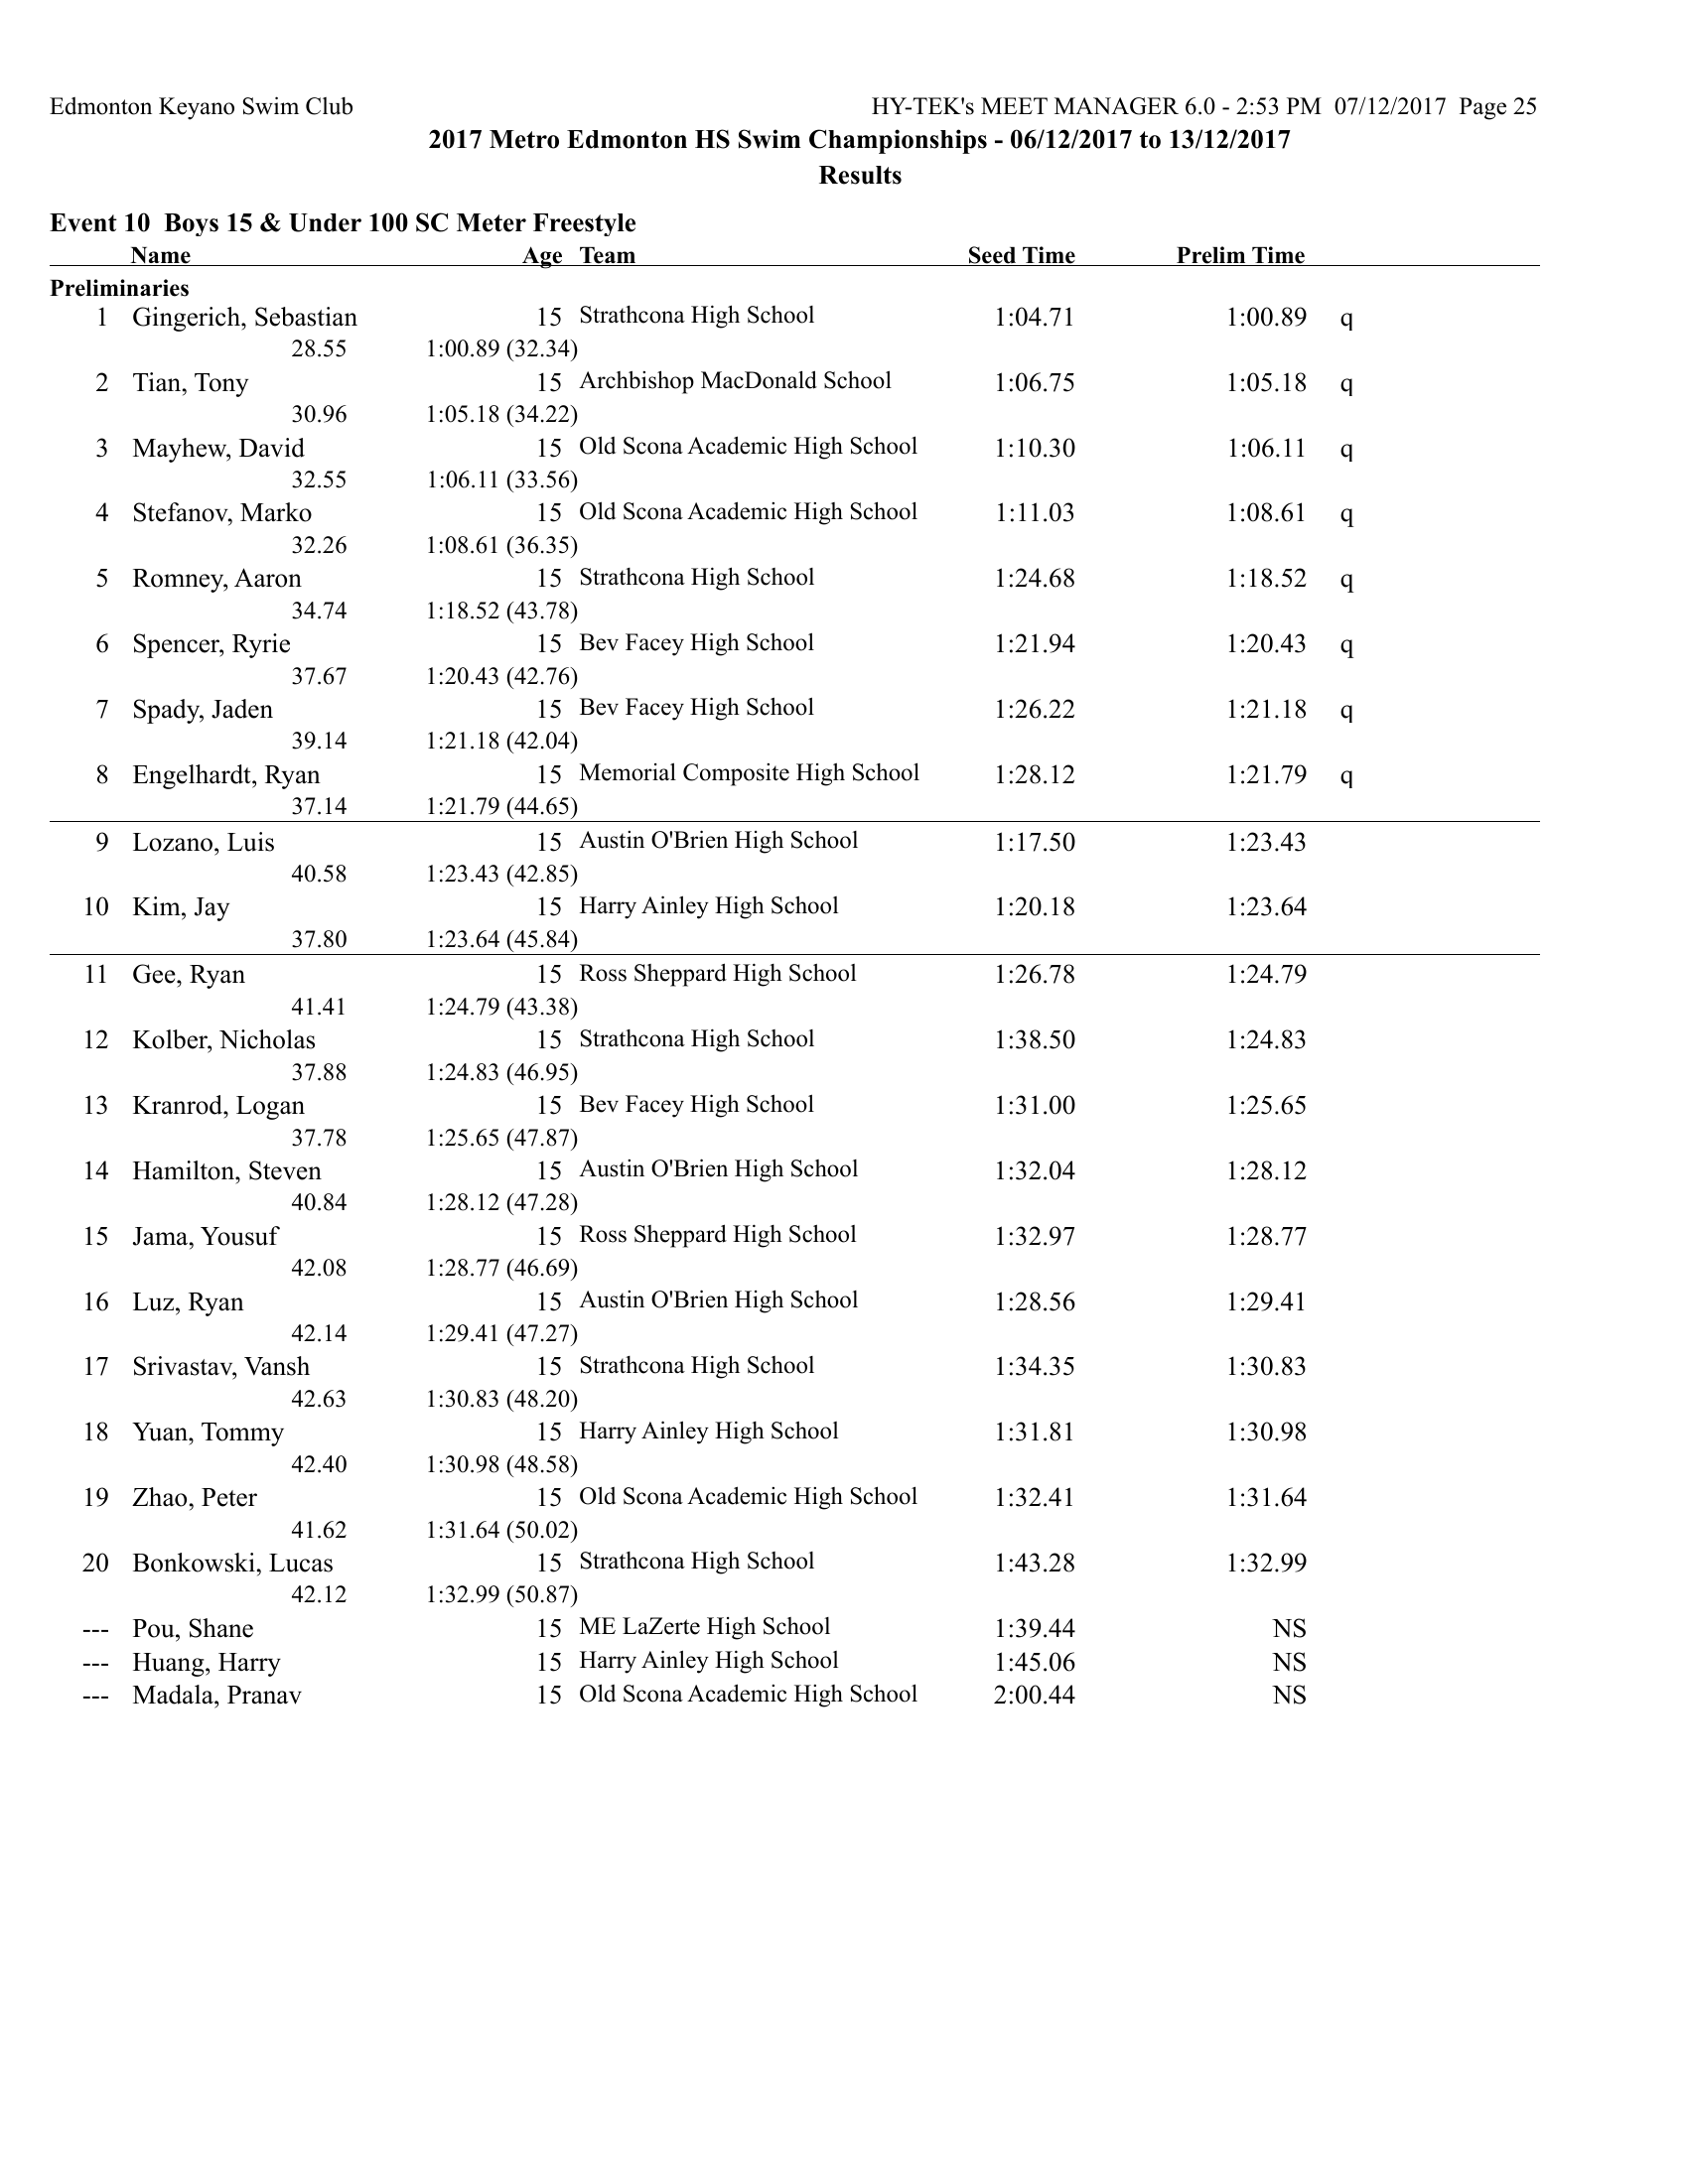 Edmonton Keyano Swim Club HY-TEK's MEET MANAGER 6.0 - 2:53 PM 07/12/2017 Page 25
2017 Metro Edmonton HS Swim Championships - 06/12/2017 to 13/12/2017
Results
Event 10 Boys 15 & Under 100 SC Meter Freestyle
Name Age Team Seed Time Prelim Time
Preliminaries
1 Gingerich, Sebastian 15 Strathcona High School 1:04.71 1:00.89 q
28.55 1:00.89 (32.34)
2 Tian, Tony 15 Archbishop MacDonald School 1:06.75 1:05.18 q
30.96 1:05.18 (34.22)
3 Mayhew, David 15 Old Scona Academic High School 1:10.30 1:06.11 q
32.55 1:06.11 (33.56)
4 Stefanov, Marko 15 Old Scona Academic High School 1:11.03 1:08.61 q
32.26 1:08.61 (36.35)
5 Romney, Aaron 15 Strathcona High School 1:24.68 1:18.52 q
34.74 1:18.52 (43.78)
6 Spencer, Ryrie 15 Bev Facey High School 1:21.94 1:20.43 q
37.67 1:20.43 (42.76)
7 Spady, Jaden 15 Bev Facey High School 1:26.22 1:21.18 q
39.14 1:21.18 (42.04)
8 Engelhardt, Ryan 15 Memorial Composite High School 1:28.12 1:21.79 q
37.14 1:21.79 (44.65)
9 Lozano, Luis 15 Austin O'Brien High School 1:17.50 1:23.43
40.58 1:23.43 (42.85)
10 Kim, Jay 15 Harry Ainley High School 1:20.18 1:23.64
37.80 1:23.64 (45.84)
11 Gee, Ryan 15 Ross Sheppard High School 1:26.78 1:24.79
41.41 1:24.79 (43.38)
12 Kolber, Nicholas 15 Strathcona High School 1:38.50 1:24.83
37.88 1:24.83 (46.95)
13 Kranrod, Logan 15 Bev Facey High School 1:31.00 1:25.65
37.78 1:25.65 (47.87)
14 Hamilton, Steven 15 Austin O'Brien High School 1:32.04 1:28.12
40.84 1:28.12 (47.28)
15 Jama, Yousuf 15 Ross Sheppard High School 1:32.97 1:28.77
42.08 1:28.77 (46.69)
16 Luz, Ryan 15 Austin O'Brien High School 1:28.56 1:29.41
42.14 1:29.41 (47.27)
17 Srivastav, Vansh 15 Strathcona High School 1:34.35 1:30.83
42.63 1:30.83 (48.20)
18 Yuan, Tommy 15 Harry Ainley High School 1:31.81 1:30.98
42.40 1:30.98 (48.58)
19 Zhao, Peter 15 Old Scona Academic High School 1:32.41 1:31.64
41.62 1:31.64 (50.02)
20 Bonkowski, Lucas 15 Strathcona High School 1:43.28 1:32.99
42.12 1:32.99 (50.87)
--- Pou, Shane 15 ME LaZerte High School 1:39.44 NS
--- Huang, Harry 15 Harry Ainley High School 1:45.06 NS
--- Madala, Pranav 15 Old Scona Academic High School 2:00.44 NS